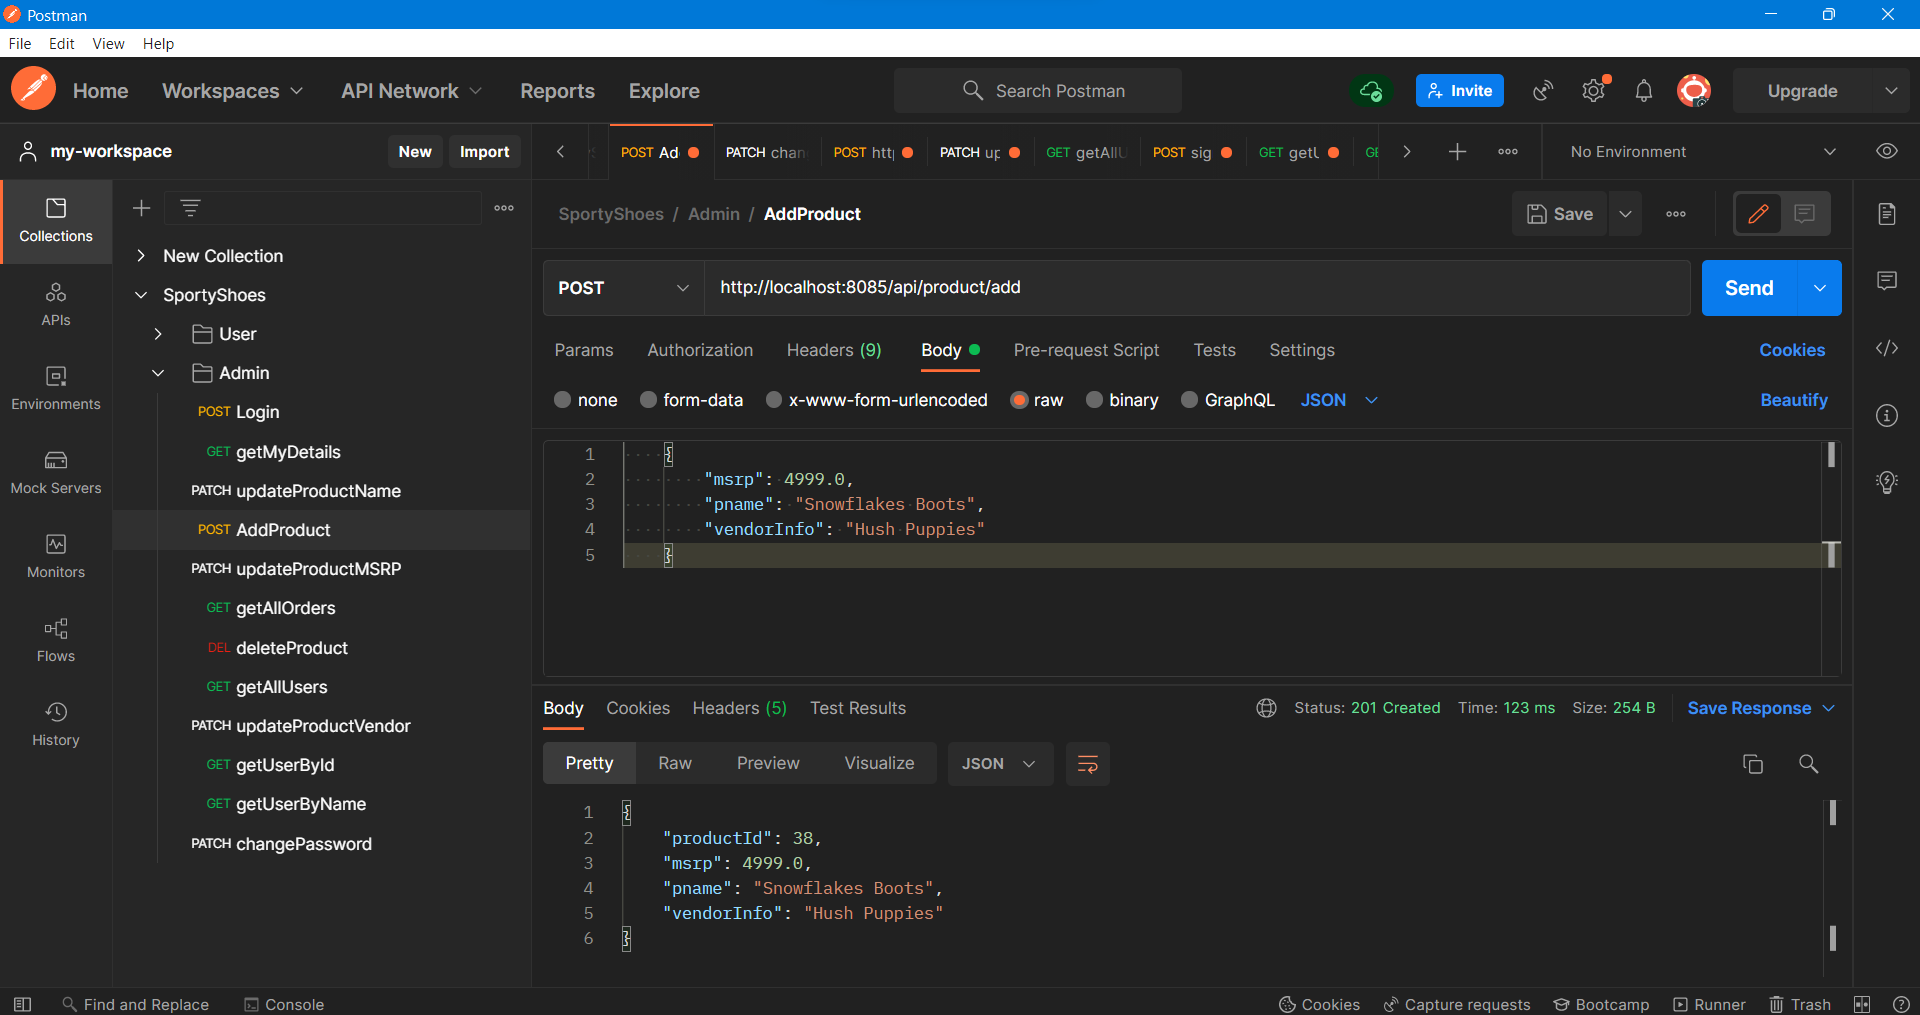 Postman
File Edit View Help
Home Workspaces API Network Reports Explore Search Postman Invite Upgrade
my-workspace New Import
POST Ad PATCH chan POST htt PATCH up GET getAllU POST sig GET getU GE
No Environment
Collections
APIs
Environments
Mock Servers
Monitors
Flows
History
New Collection
SportyShoes
User
Admin
POST Login
GET getMyDetails
PATCH updateProductName
POST AddProduct
PATCH updateProductMSRP
GET getAllOrders
DEL deleteProduct
GET getAllUsers
PATCH updateProductVendor
GET getUserById
GET getUserByName
PATCH changePassword
SportyShoes / Admin / AddProduct
Save
POST http://localhost:8085/api/product/add Send
Params Authorization Headers (9) Body Pre-request Script Tests Settings Cookies
none form-data x-www-form-urlencoded raw binary GraphQL JSON Beautify
1 {
2 "msrp": 4999.0,
3 "pname": "Snowflakes Boots",
4 "vendorInfo": "Hush Puppies"
5 }
Body Cookies Headers (5) Test Results Status: 201 Created Time: 123 ms Size: 254 B Save Response
Pretty Raw Preview Visualize JSON
1 {
2 "productId": 38,
3 "msrp": 4999.0,
4 "pname": "Snowflakes Boots",
5 "vendorInfo": "Hush Puppies"
6 }
Find and Replace Console Cookies Capture requests Bootcamp Runner Trash